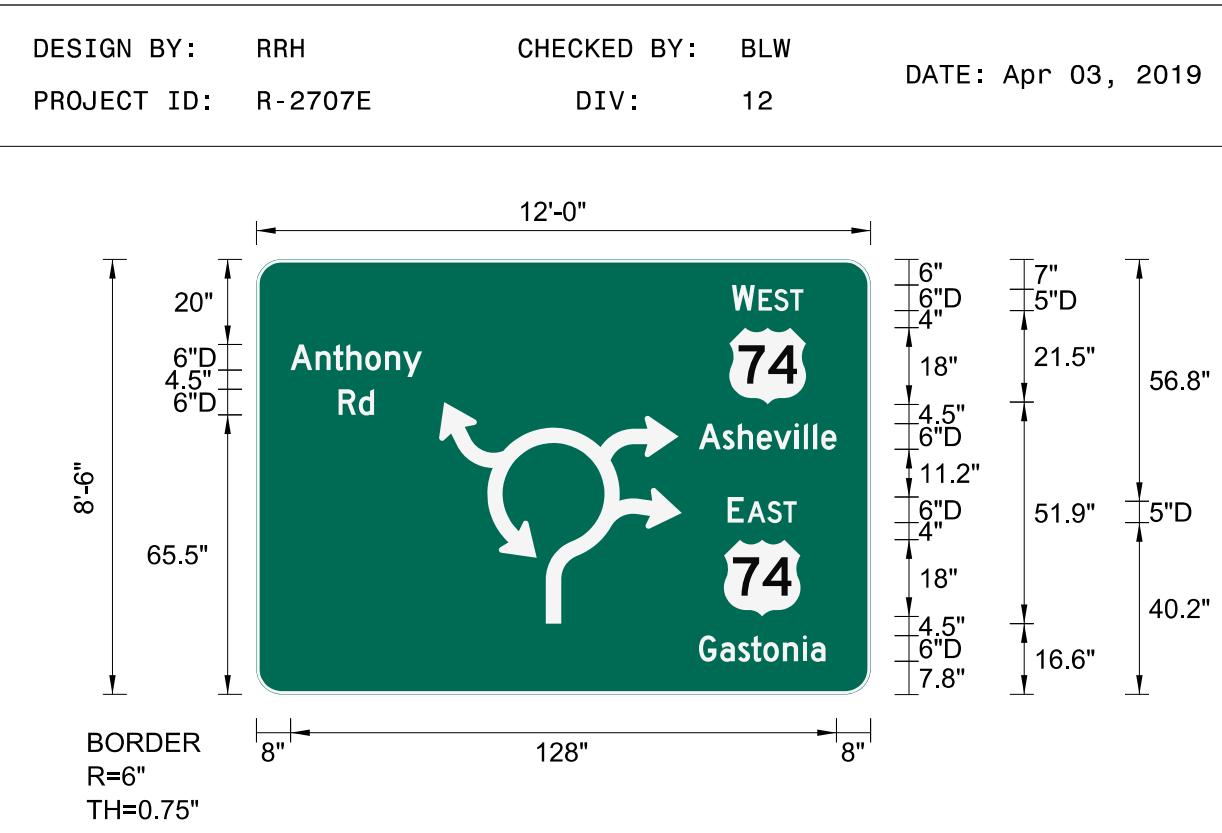 DESIGN BY: RRH CHECKED BY: BLW
DATE: Apr 03, 2019
PROJECT ID: R-2707E DIV: 12
12'-0"
8'-6"
20"
6"D
4.5"
6"D
65.5"
Anthony
Rd
WEST
74
Asheville
EAST
74
Gastonia
6"
6"D
4"
18"
4.5"
6"D
11.2"
6"D
4"
18"
4.5"
6"D
7.8"
7"
5"D
21.5"
51.9"
16.6"
56.8"
5"D
40.2"
8" 128" 8"
BORDER
R=6"
TH=0.75"